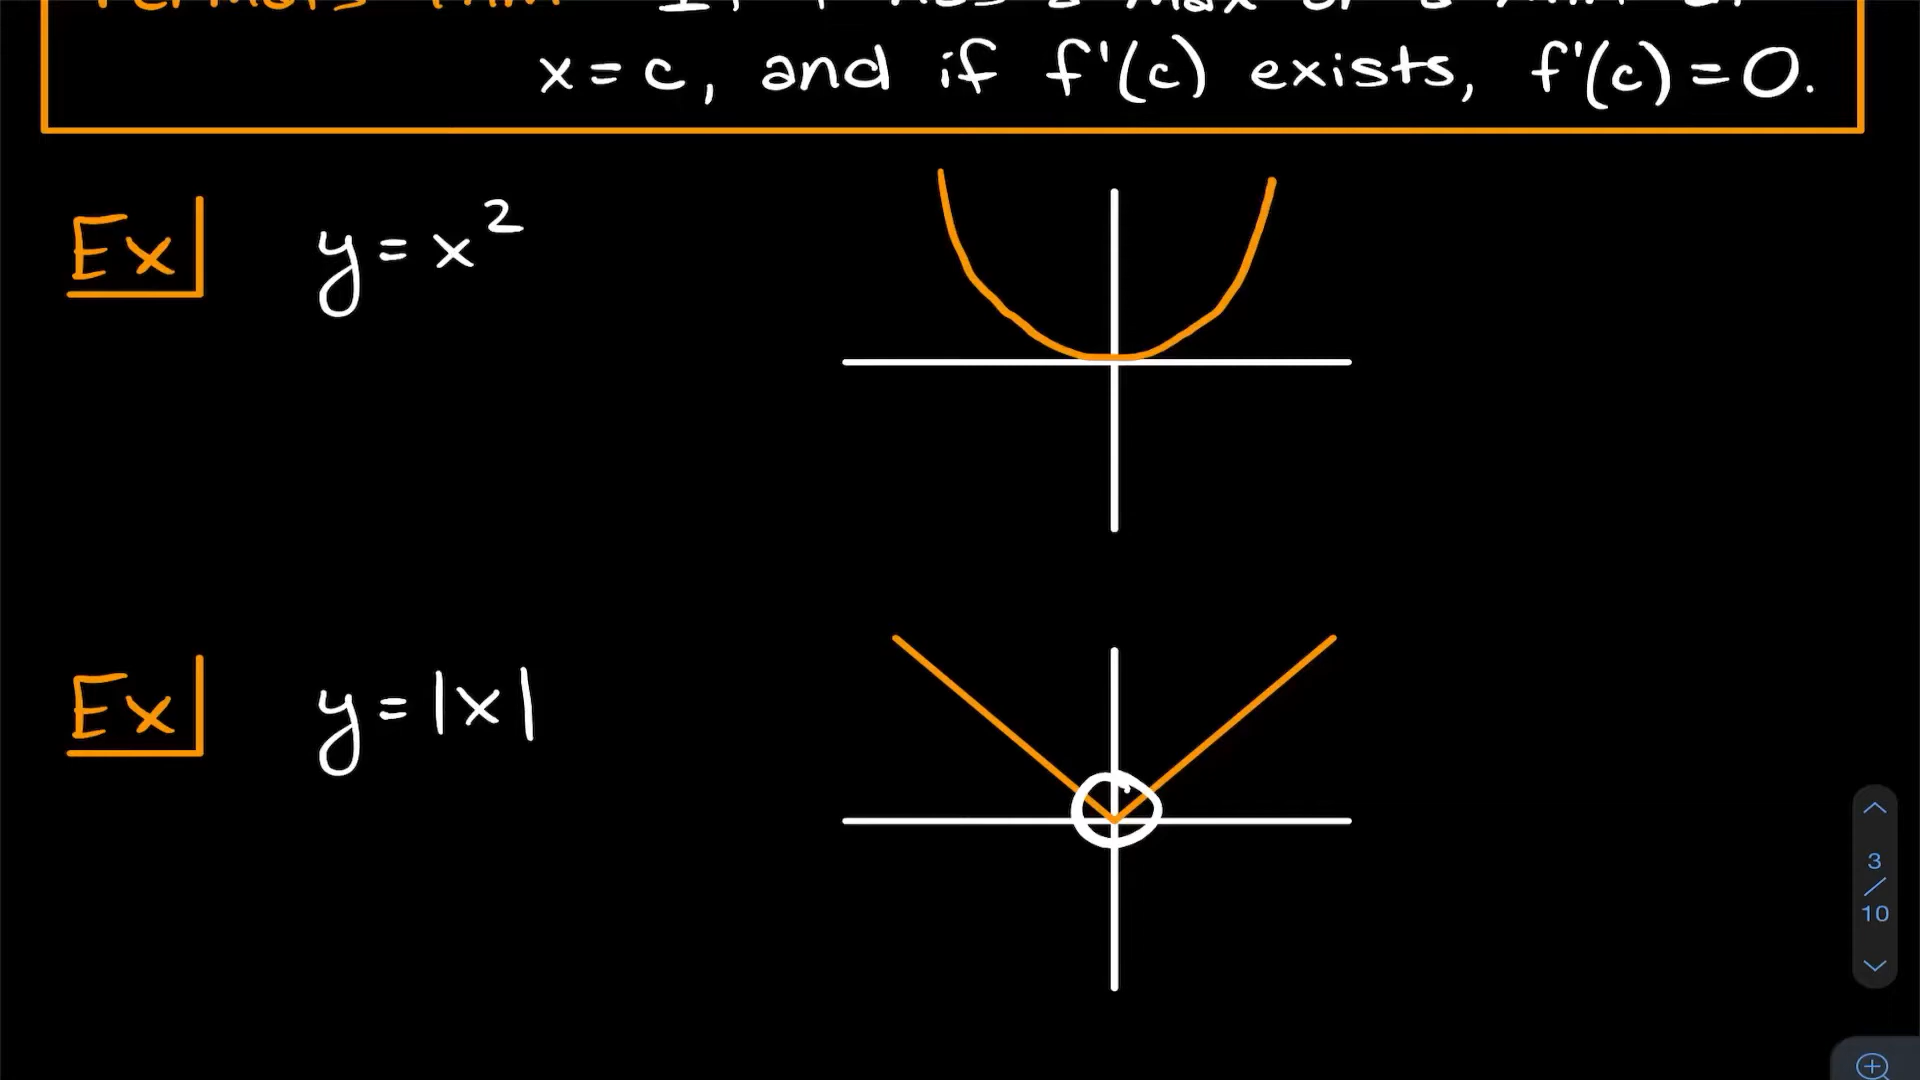 x=c, and if f'(c) exists, f'(c)=0.
Ex y=x²
Ex y=|x|
3
/
10